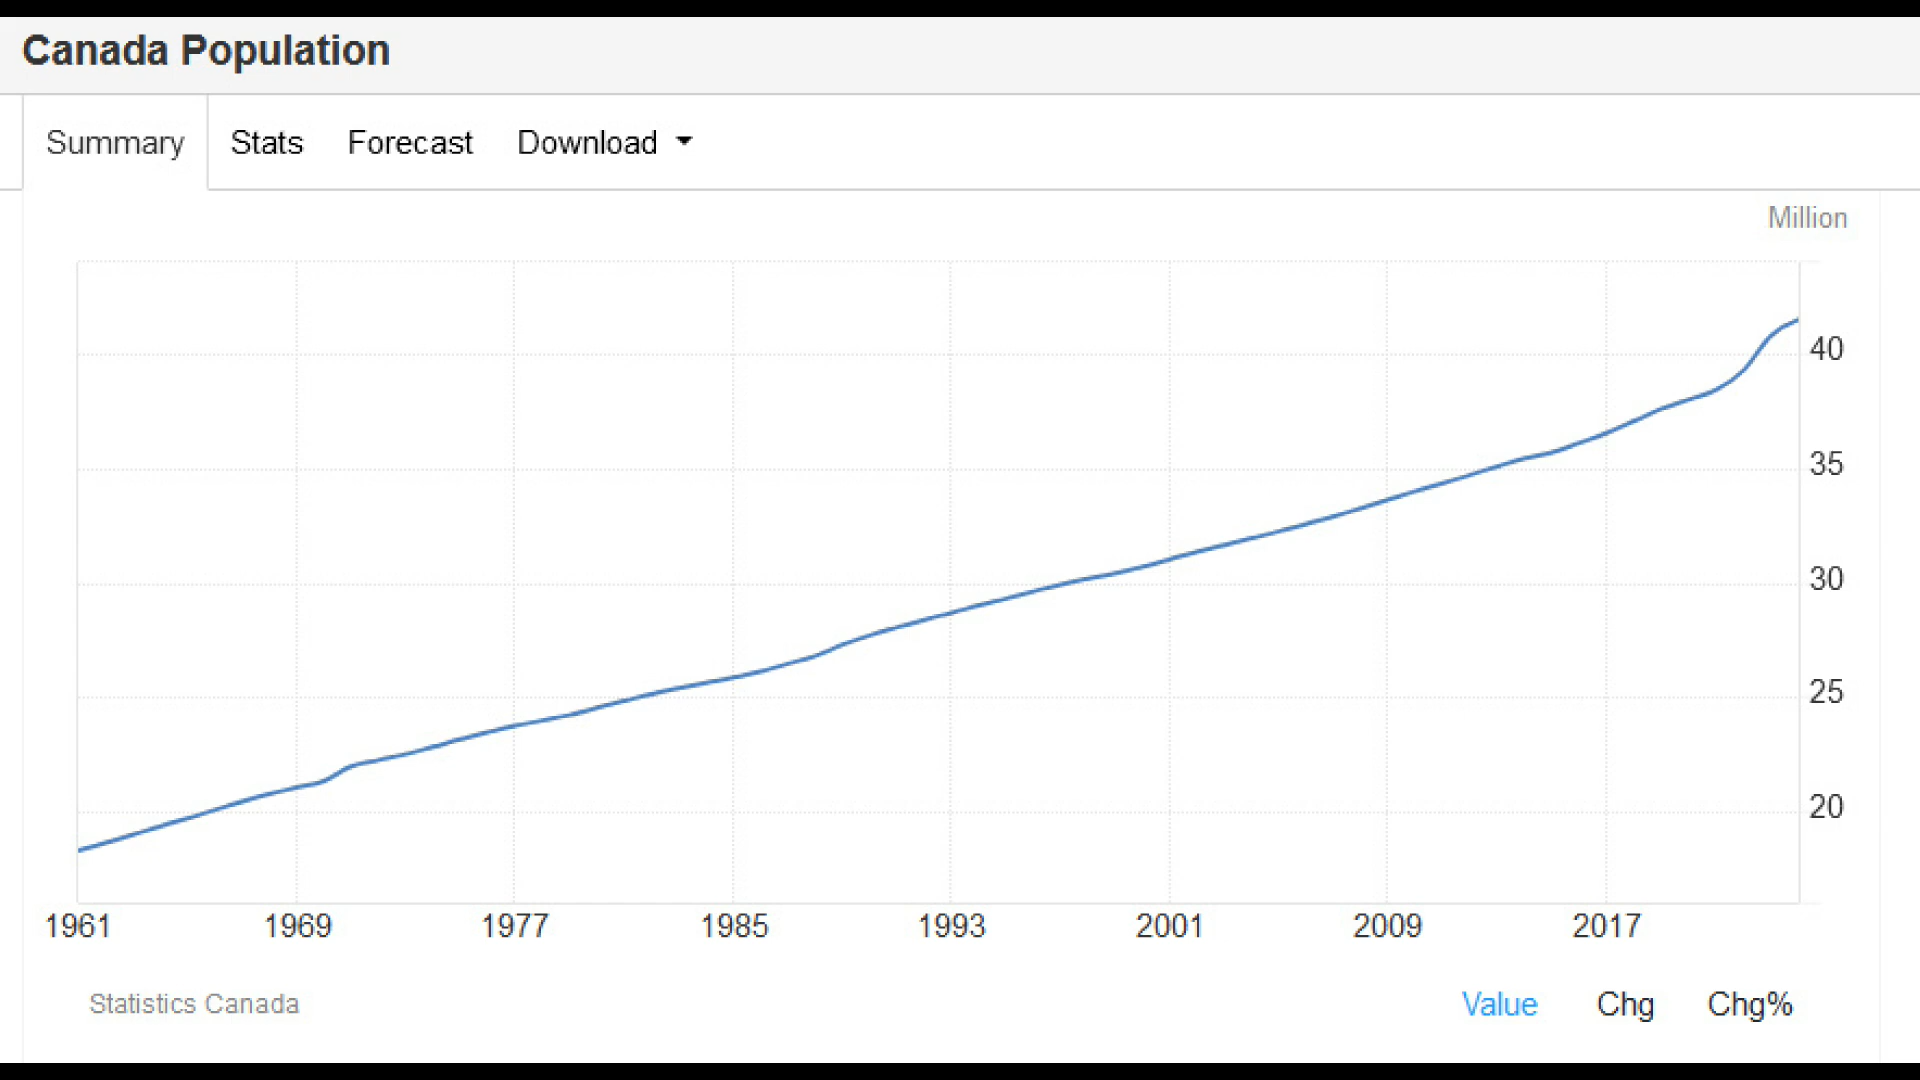 Canada Population
Summary Stats Forecast Download
Million
40
35
30
25
20
1961 1969 1977 1985 1993 2001 2009 2017
Statistics Canada Value Chg Chg%